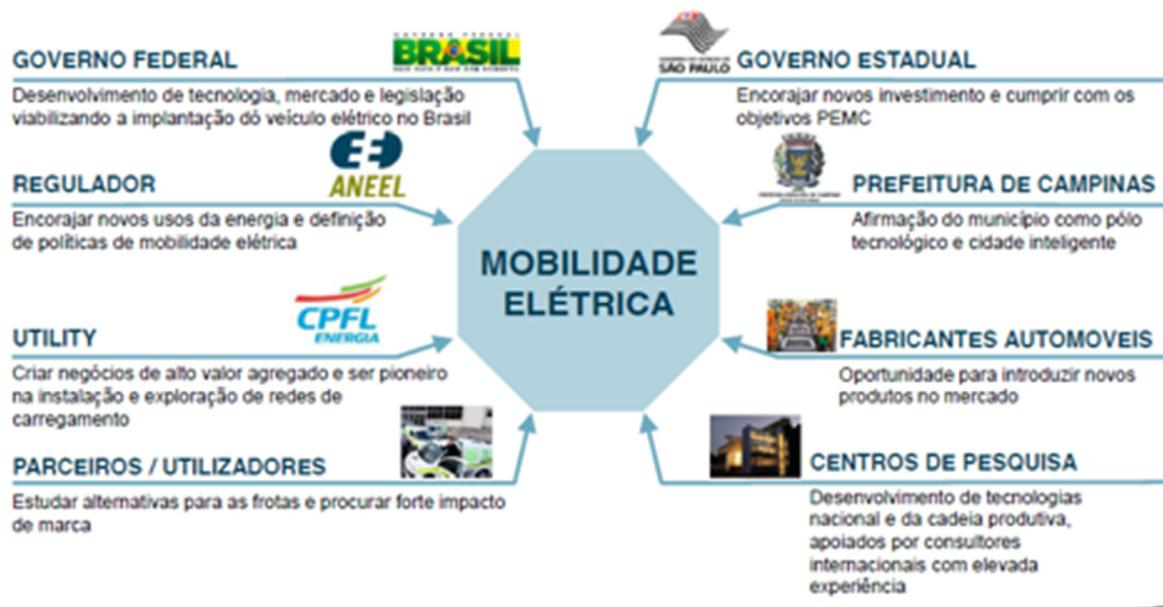 GOVERNO FEDERAL
BRASIL
Desenvolvimento de tecnologia, mercado e legislação
viabilizando a implantação dó veículo elétrico no Brasil
REGULADOR
ANEEL
Encorajar novos usos da energia e definição
de políticas de mobilidade elétrica
UTILITY
CPFL
ENERGIA
Criar negócios de alto valor agregado e ser pioneiro
na instalação e exploração de redes de
carregamento
PARCEIROS / UTILIZADORES
Estudar alternativas para as frotas e procurar forte impacto
de marca
MOBILIDADE
ELÉTRICA
SÃO PAULO
GOVERNO ESTADUAL
Encorajar novos investimento e cumprir com os
objetivos PEMC
PREFEITURA DE CAMPINAS
Afirmação do município como pólo
tecnológico e cidade inteligente
FABRICANTES AUTOMOVEIS
Oportunidade para introduzir novos
produtos no mercado
CENTROS DE PESQUISA
Desenvolvimento de tecnologias
nacional e da cadeia produtiva,
apoiados por consultores
internacionais com elevada
experiência